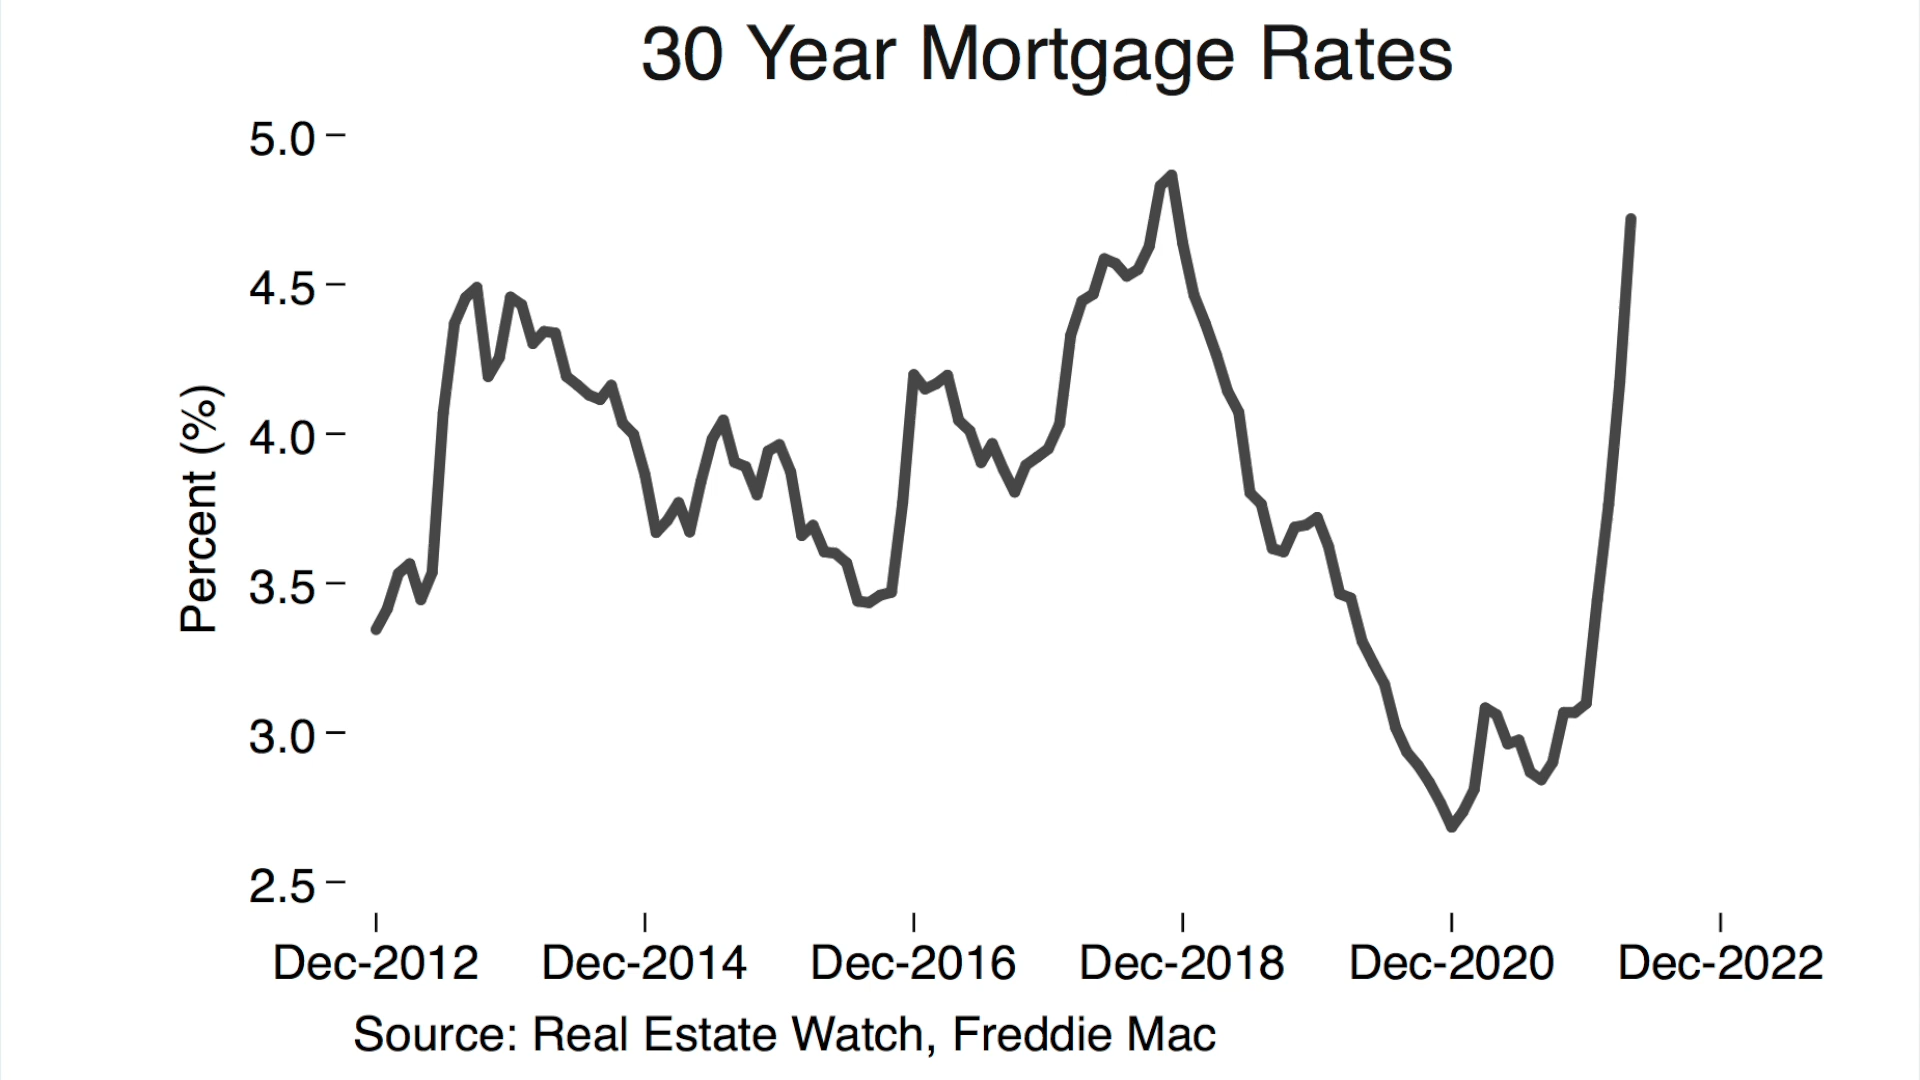 30 Year Mortgage Rates
5.0
4.5
4.0
3.5
3.0
2.5
Percent (%)
Dec-2012 Dec-2014 Dec-2016 Dec-2018 Dec-2020 Dec-2022
Source: Real Estate Watch, Freddie Mac